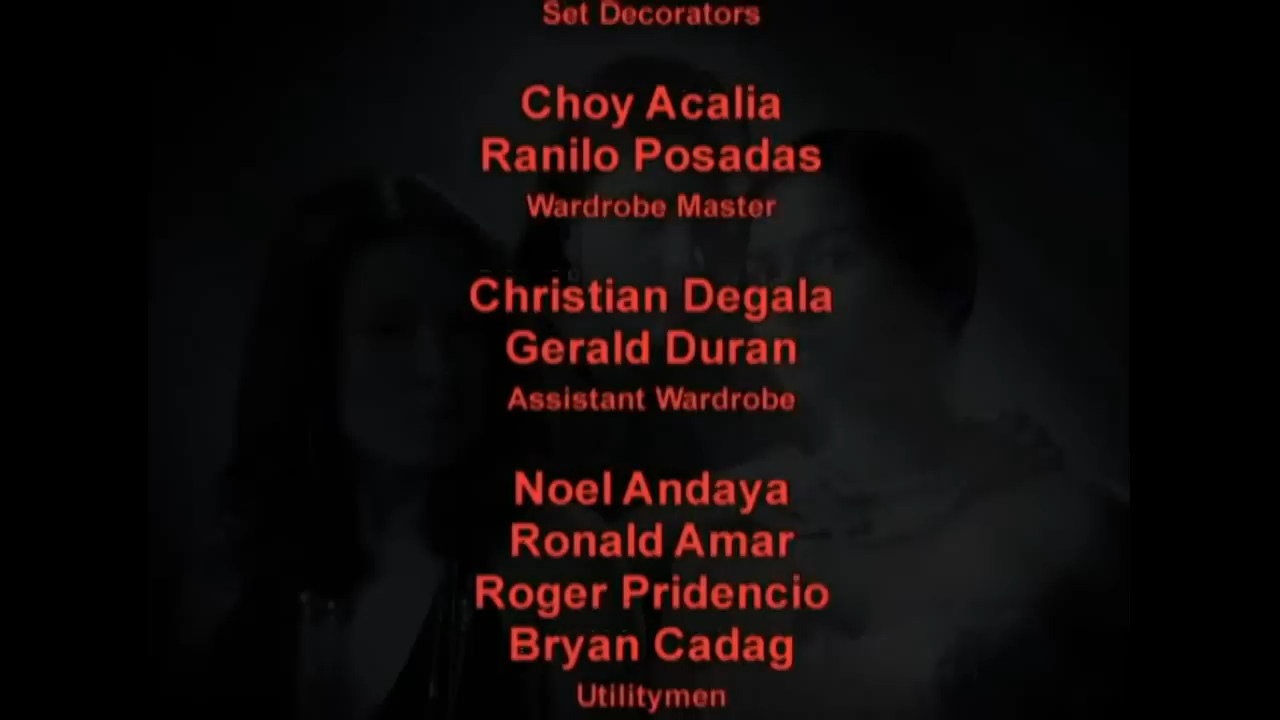 Set Decorators
Choy Acalia
Ranilo Posadas
Wardrobe Master
Christian Degala
Gerald Duran
Assistant Wardrobe
Noel Andaya
Ronald Amar
Roger Pridencio
Bryan Cadag
Utilitymen